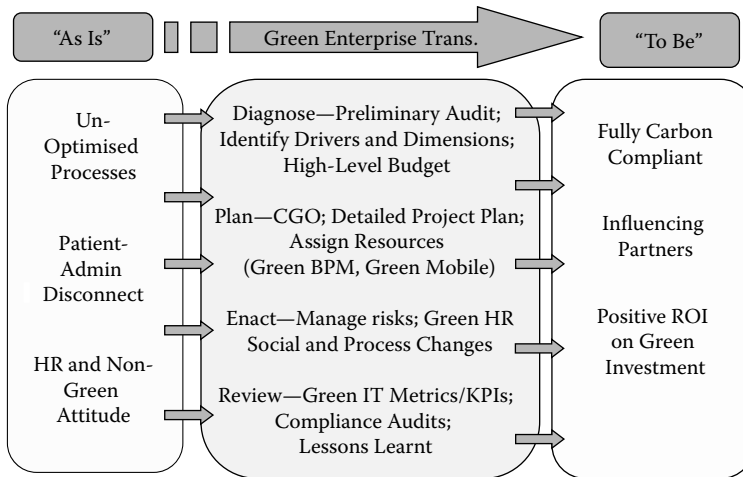 “As Is”
Green Enterprise Trans.
“To Be”
Un-
Optimised
Processes
Patient-
Admin
Disconnect
HR and Non-
Green
Attitude
Diagnose—Preliminary Audit;
Identify Drivers and Dimensions;
High-Level Budget
Plan—CGO; Detailed Project Plan;
Assign Resources
(Green BPM, Green Mobile)
Enact—Manage risks; Green HR
Social and Process Changes
Review—Green IT Metrics/KPIs;
Compliance Audits;
Lessons Learnt
Fully Carbon
Compliant
Influencing
Partners
Positive ROI
on Green
Investment